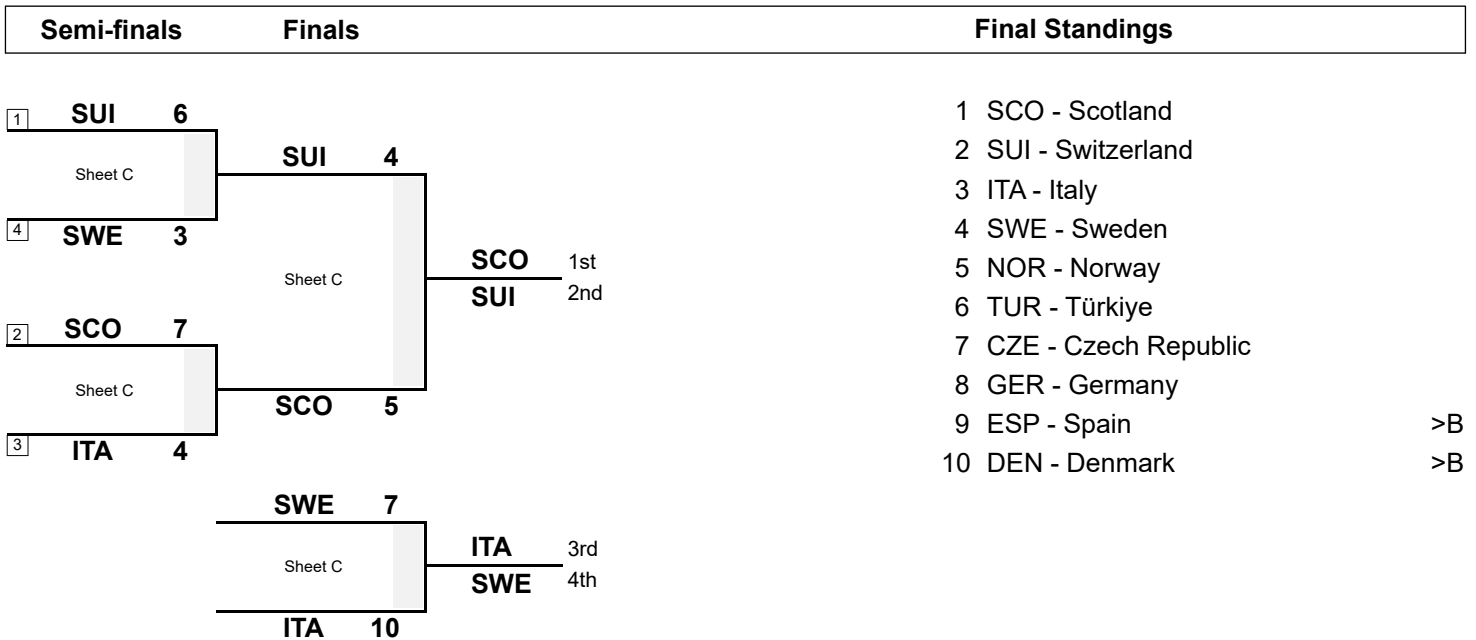 Semi-finals Finals Final Standings
1 SUI 6
Sheet C
4 SWE 3
SUI 4
Sheet C
SCO 5
2 SCO 7
Sheet C
3 ITA 4
SCO 1st
SUI 2nd
SWE 7
Sheet C
ITA 10
ITA 3rd
SWE 4th
1 SCO - Scotland
2 SUI - Switzerland
3 ITA - Italy
4 SWE - Sweden
5 NOR - Norway
6 TUR - Türkiye
7 CZE - Czech Republic
8 GER - Germany
9 ESP - Spain >B
10 DEN - Denmark >B